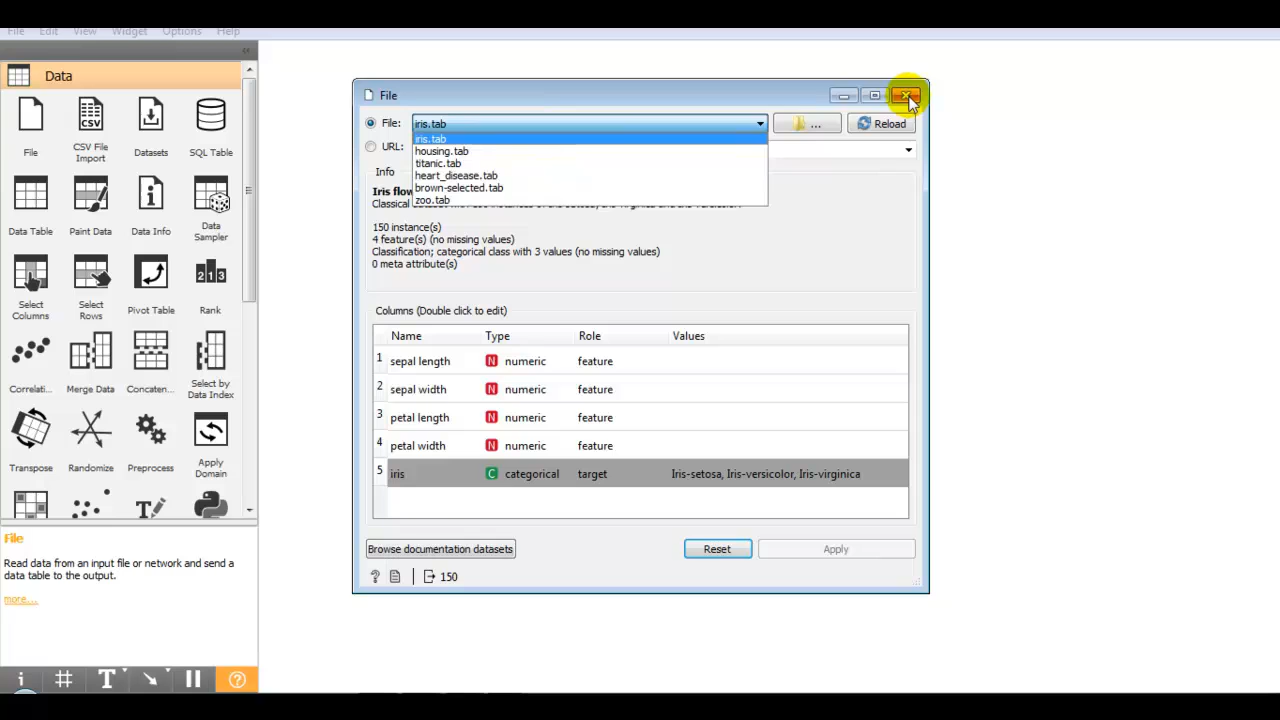 File Edit View Widget Options Help
Data
File
CSV File Import
Datasets
SQL Table
Data Table
Paint Data
Data Info
Data Sampler
Select Columns
Select Rows
Pivot Table
Rank
Correlati...
Merge Data
Concaten...
Select by Data Index
Transpose
Randomize
Preprocess
Apply Domain
File
Read data from an input file or network and send a
data table to the output.
more...
File
File: iris.tab ... Reload
iris.tab
URL:
housing.tab
titanic.tab
heart_disease.tab
brown-selected.tab
zoo.tab
Info
Iris flow
150 instance(s)
4 feature(s) (no missing values)
Classification; categorical class with 3 values (no missing values)
0 meta attribute(s)
Columns (Double click to edit)
Name Type Role Values
1 sepal length N numeric feature
2 sepal width N numeric feature
3 petal length N numeric feature
4 petal width N numeric feature
5 iris C categorical target Iris-setosa, Iris-versicolor, Iris-virginica
Browse documentation datasets Reset Apply
? 150